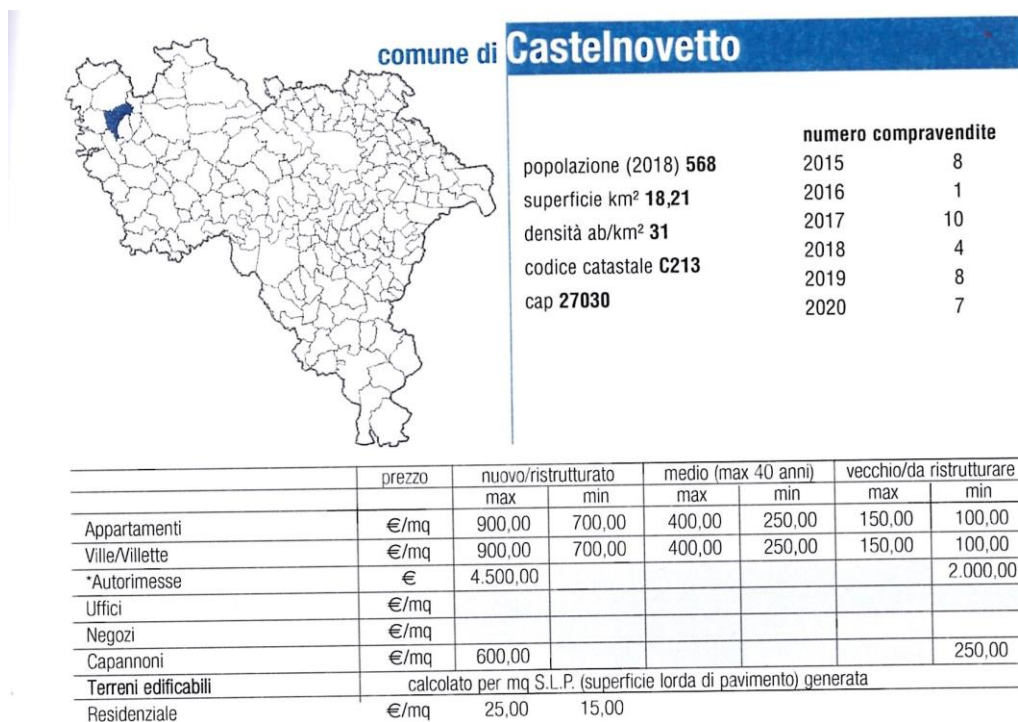 comune di Castelnovetto
numero compravendite
popolazione (2018) 568
superficie km² 18,21
densità ab/km² 31
codice catastale C213
cap 27030
2015 8
2016 1
2017 10
2018 4
2019 8
2020 7
prezzo nuovo/ristrutturato medio (max 40 anni) vecchio/da ristrutturare
max min max min max min
Appartamenti €/mq 900,00 700,00 400,00 250,00 150,00 100,00
Ville/Villette €/mq 900,00 700,00 400,00 250,00 150,00 100,00
*Autorimesse € 4.500,00 2.000,00
Uffici €/mq
Negozi €/mq
Capannoni €/mq 600,00 250,00
Terreni edificabili calcolato per mq S.L.P. (superficie lorda di pavimento) generata
Residenziale €/mq 25,00 15,00